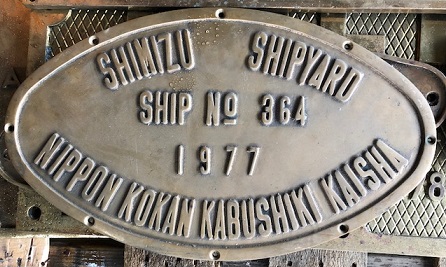 SHIMIZU SHIPYARD
SHIP Nº 364
1977
NIPPON KOKAN KABUSHIKI KAISHA